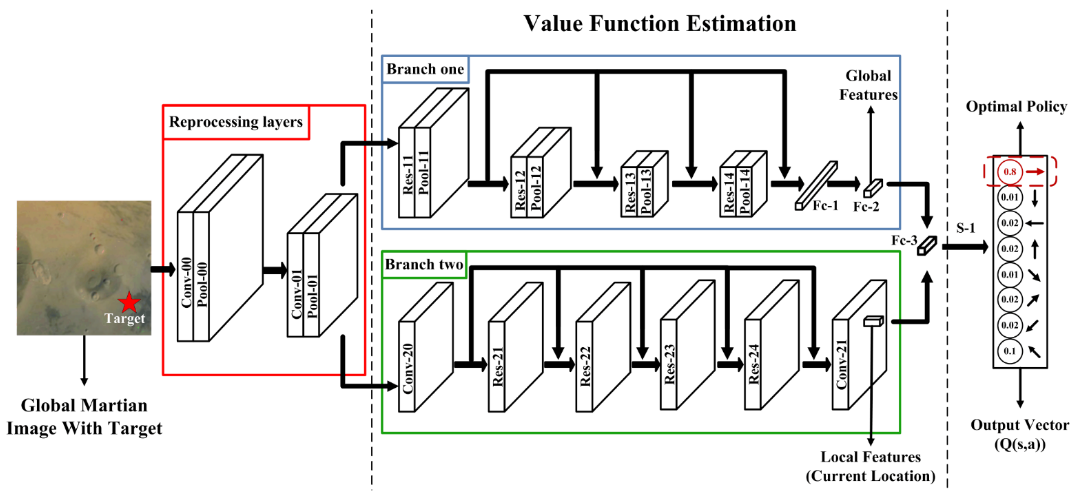 Value Function Estimation
Reprocessing layers
Conv-00
Pool-00
Conv-01
Pool-01
Target
Global Martian
Image With Target
Branch one
Res-11
Pool-11
Res-12
Pool-12
Res-13
Pool-13
Res-14
Pool-14
Fc-1
Fc-2
Global
Features
Branch two
Conv-20
Res-21
Res-22
Res-23
Res-24
Conv-21
Local Features
(Current Location)
Fc-3
S-1
Optimal Policy
0.8
0.01
0.02
0.02
0.01
0.02
0.02
0.1
Output Vector
(Q(s,a))